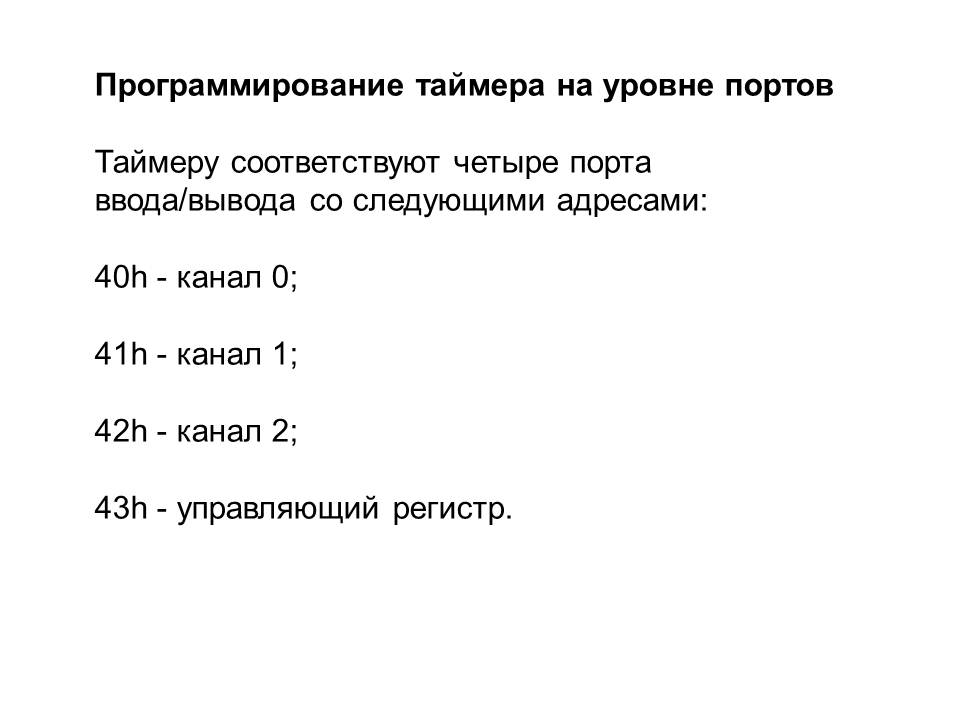 Программирование таймера на уровне портов
Таймеру соответствуют четыре порта
ввода/вывода со следующими адресами:
40h - канал 0;
41h - канал 1;
42h - канал 2;
43h - управляющий регистр.